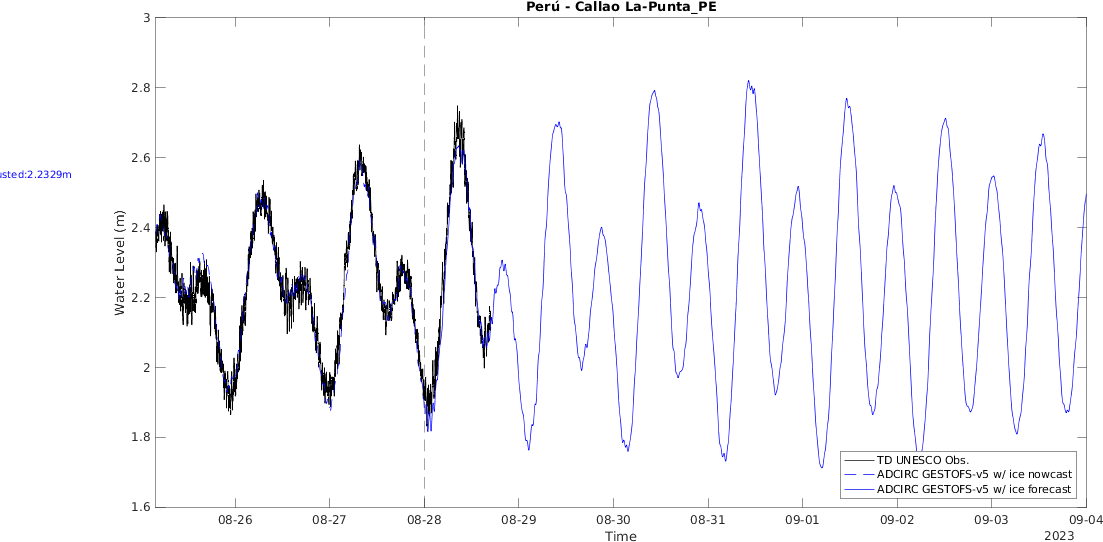 Perú - Callao La-Punta_PE
3
2.8
2.6
2.4
2.2
2
1.8
1.6
Water Level (m)
usted:2.2329m
TD UNESCO Obs.
ADCIRC GESTOFS-v5 w/ ice nowcast
ADCIRC GESTOFS-v5 w/ ice forecast
08-26 08-27 08-28 08-29 08-30 08-31 09-01 09-02 09-03 09-04
Time
2023